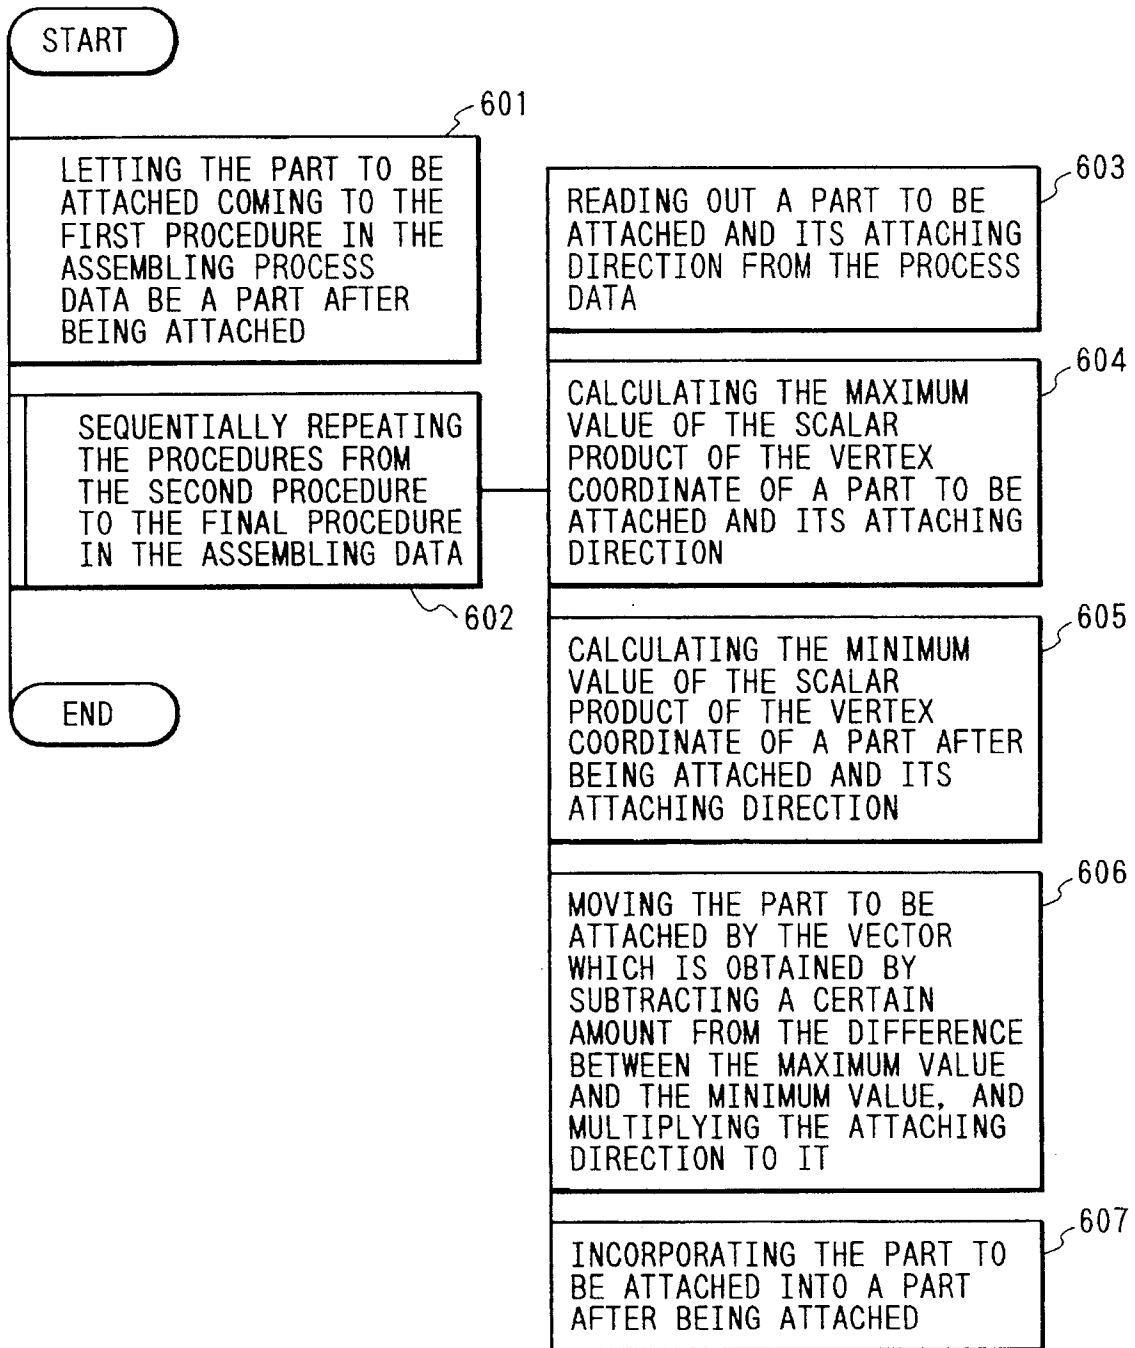 START
601
LETTING THE PART TO BE
ATTACHED COMING TO THE
FIRST PROCEDURE IN THE
ASSEMBLING PROCESS
DATA BE A PART AFTER
BEING ATTACHED
SEQUENTIALLY REPEATING
THE PROCEDURES FROM
THE SECOND PROCEDURE
TO THE FINAL PROCEDURE
IN THE ASSEMBLING DATA
602
END
603
READING OUT A PART TO BE
ATTACHED AND ITS ATTACHING
DIRECTION FROM THE PROCESS
DATA
604
CALCULATING THE MAXIMUM
VALUE OF THE SCALAR
PRODUCT OF THE VERTEX
COORDINATE OF A PART TO BE
ATTACHED AND ITS ATTACHING
DIRECTION
605
CALCULATING THE MINIMUM
VALUE OF THE SCALAR
PRODUCT OF THE VERTEX
COORDINATE OF A PART AFTER
BEING ATTACHED AND ITS
ATTACHING DIRECTION
606
MOVING THE PART TO BE
ATTACHED BY THE VECTOR
WHICH IS OBTAINED BY
SUBTRACTING A CERTAIN
AMOUNT FROM THE DIFFERENCE
BETWEEN THE MAXIMUM VALUE
AND THE MINIMUM VALUE, AND
MULTIPLYING THE ATTACHING
DIRECTION TO IT
607
INCORPORATING THE PART TO
BE ATTACHED INTO A PART
AFTER BEING ATTACHED